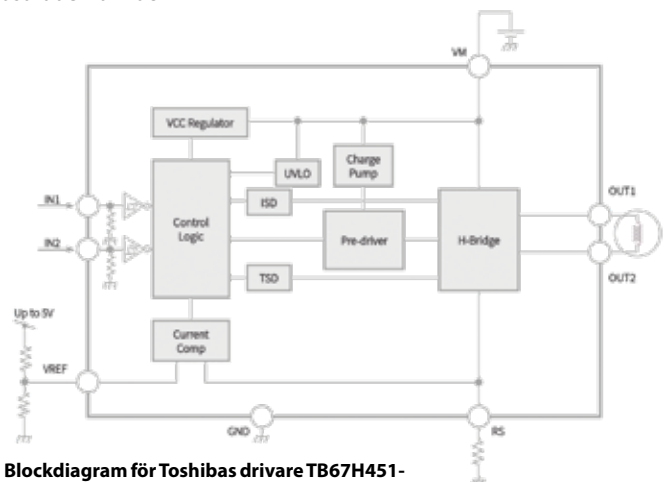 VM
VCC Regulator
UVLO
Charge
Pump
ISD
IN1
IN2
Control
Logic
Pre-driver
H-Bridge
OUT1
OUT2
TSD
Up to 5V
Current
Comp
VREF
GND
RS
Blockdiagram för Toshibas drivare TB67H451-